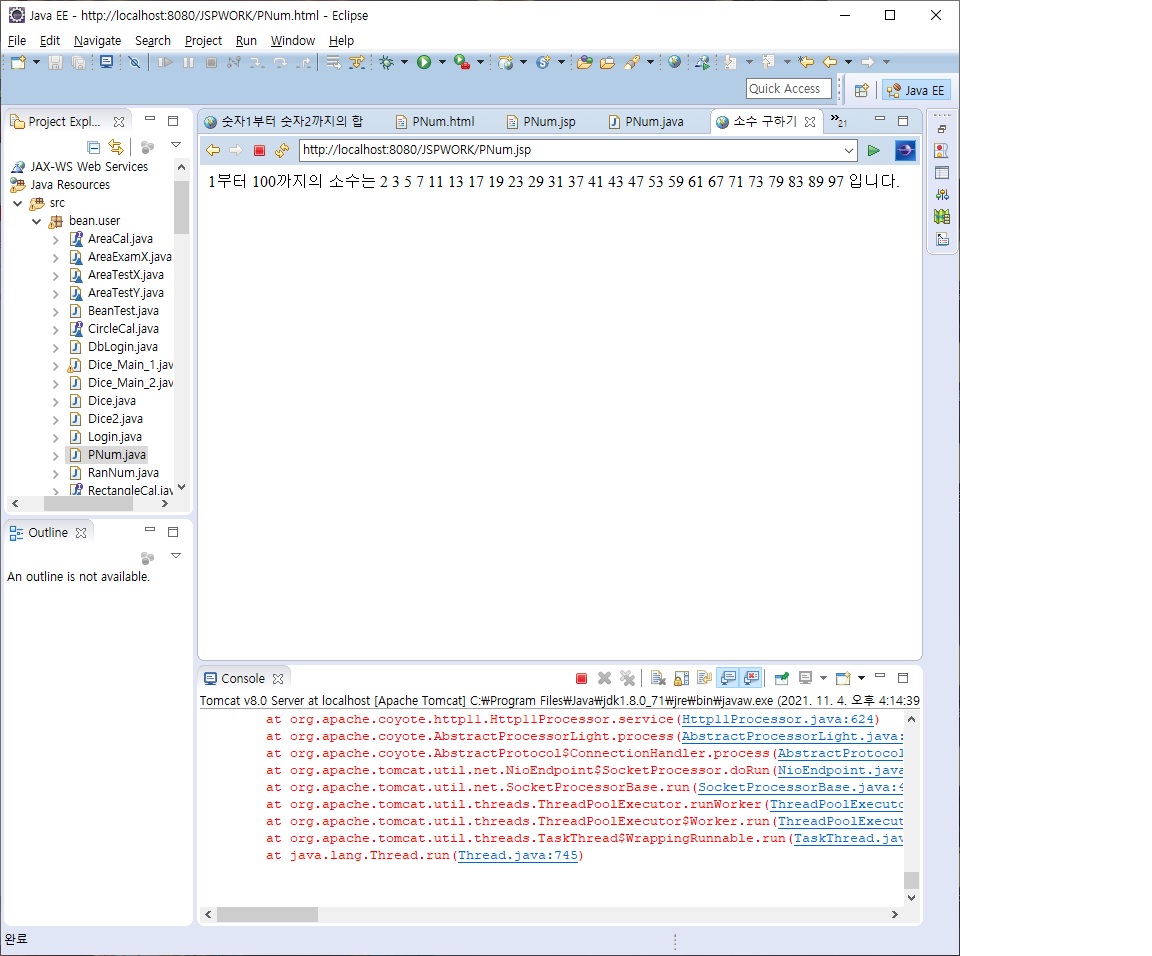 Java EE - http://localhost:8080/JSPWORK/PNum.html - Eclipse
File Edit Navigate Search Project Run Window Help
Quick Access Java EE
Project Expl...
JAX-WS Web Services
Java Resources
src
bean.user
AreaCal.java
AreaExamX.java
AreaTestX.java
AreaTestY.java
BeanTest.java
CircleCal.java
DbLogin.java
Dice_Main_1.jav
Dice_Main_2.jav
Dice.java
Dice2.java
Login.java
PNum.java
RanNum.java
RectangleCal.jav
Outline
An outline is not available.
숫자1부터 숫자2까지의 합 PNum.html PNum.jsp PNum.java 소수 구하기 »21
http://localhost:8080/JSPWORK/PNum.jsp
1부터 100까지의 소수는 2 3 5 7 11 13 17 19 23 29 31 37 41 43 47 53 59 61 67 71 73 79 83 89 97 입니다.
Console
Tomcat v8.0 Server at localhost [Apache Tomcat] C:₩Program Files₩Java₩jdk1.8.0_71₩jre₩bin₩javaw.exe (2021. 11. 4. 오후 4:14:39
at org.apache.coyote.http11.Http11Processor.service(Http11Processor.java:624)
at org.apache.coyote.AbstractProcessorLight.process(AbstractProcessorLight.java:
at org.apache.coyote.AbstractProtocol$ConnectionHandler.process(AbstractProtocol
at org.apache.tomcat.util.net.NioEndpoint$SocketProcessor.doRun(NioEndpoint.java
at org.apache.tomcat.util.net.SocketProcessorBase.run(SocketProcessorBase.java:4
at org.apache.tomcat.util.threads.ThreadPoolExecutor.runWorker(ThreadPoolExecuto
at org.apache.tomcat.util.threads.ThreadPoolExecutor$Worker.run(ThreadPoolExecut
at org.apache.tomcat.util.threads.TaskThread$WrappingRunnable.run(TaskThread.jav
at java.lang.Thread.run(Thread.java:745)
완료